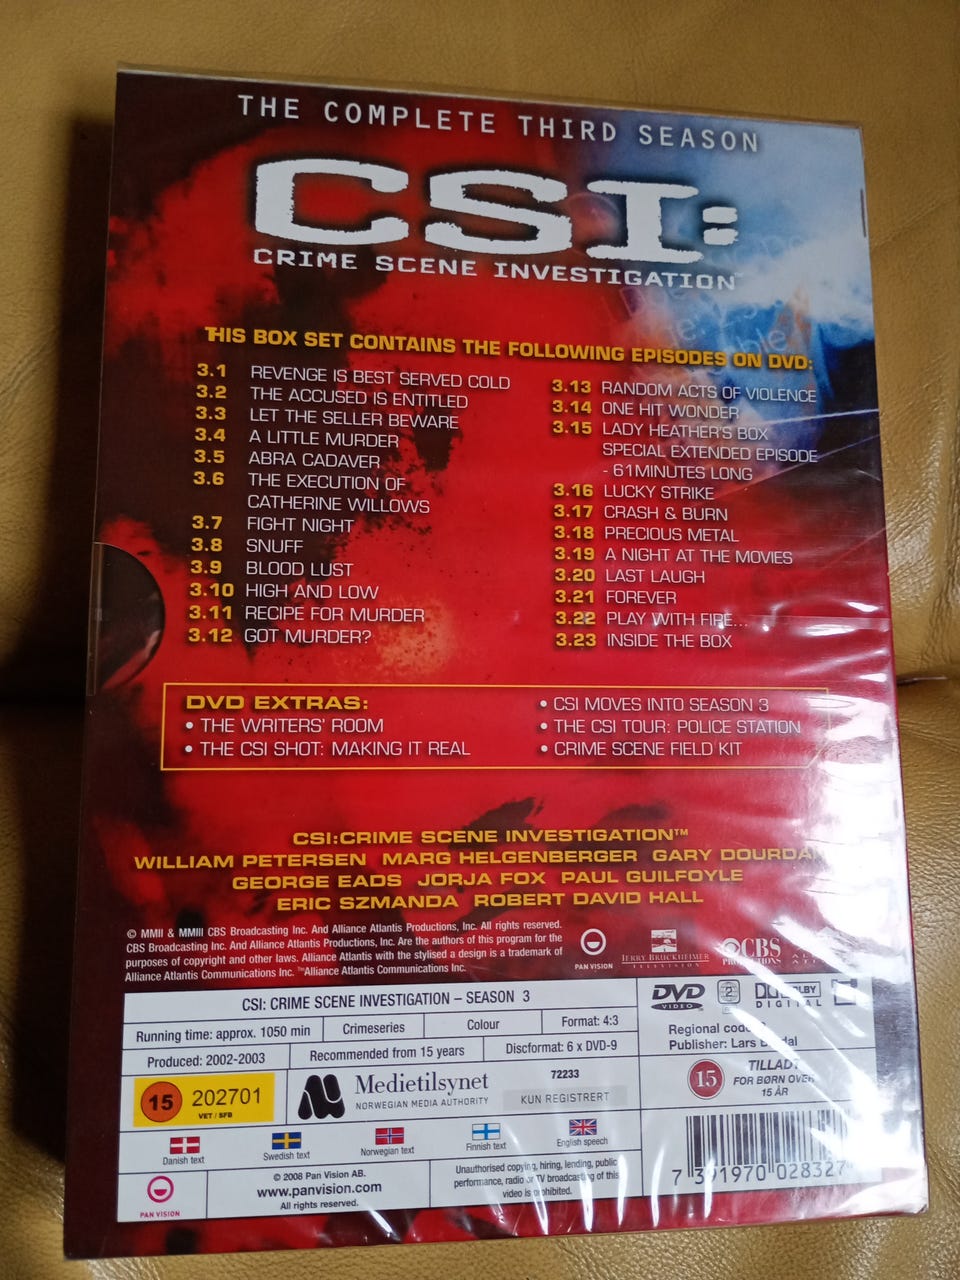 THE COMPLETE THIRD SEASON
CSI:
CRIME SCENE INVESTIGATION™
THIS BOX SET CONTAINS THE FOLLOWING EPISODES ON DVD:
3.1 REVENGE IS BEST SERVED COLD
3.2 THE ACCUSED IS ENTITLED
3.3 LET THE SELLER BEWARE
3.4 A LITTLE MURDER
3.5 ABRA CADAVER
3.6 THE EXECUTION OF
CATHERINE WILLOWS
3.7 FIGHT NIGHT
3.8 SNUFF
3.9 BLOOD LUST
3.10 HIGH AND LOW
3.11 RECIPE FOR MURDER
3.12 GOT MURDER?
3.13 RANDOM ACTS OF VIOLENCE
3.14 ONE HIT WONDER
3.15 LADY HEATHER'S BOX
SPECIAL EXTENDED EPISODE
- 61MINUTES LONG
3.16 LUCKY STRIKE
3.17 CRASH & BURN
3.18 PRECIOUS METAL
3.19 A NIGHT AT THE MOVIES
3.20 LAST LAUGH
3.21 FOREVER
3.22 PLAY WITH FIRE...
3.23 INSIDE THE BOX
DVD EXTRAS:
• THE WRITERS' ROOM
• THE CSI SHOT: MAKING IT REAL
• CSI MOVES INTO SEASON 3
• THE CSI TOUR: POLICE STATION
• CRIME SCENE FIELD KIT
CSI:CRIME SCENE INVESTIGATION™
WILLIAM PETERSEN MARG HELGENBERGER GARY DOURDAN
GEORGE EADS JORJA FOX PAUL GUILFOYLE
ERIC SZMANDA ROBERT DAVID HALL
© MMII & MMIII CBS Broadcasting Inc. And Alliance Atlantis Productions, Inc. All rights reserved.
CBS Broadcasting Inc. And Alliance Atlantis Productions, Inc. Are the authors of this program for the
purposes of copyright and other laws. Alliance Atlantis with the stylised a design is a trademark of
Alliance Atlantis Communications Inc. ™Alliance Atlantis Communications Inc.
PAN VISION
JERRY BRUCKHEIMER
TELEVISION
CBS
PRODUCTIONS
CSI: CRIME SCENE INVESTIGATION – SEASON 3
Running time: approx. 1050 min
Crimeseries
Colour
Format: 4:3
Produced: 2002-2003
Recommended from 15 years
Discformat: 6 x DVD-9
15 202701
VET / SFB
Medietilsynet
NORWEGIAN MEDIA AUTHORITY
72233
KUN REGISTRERT
Danish text
Swedish text
Norwegian text
Finnish text
English speech
PAN VISION
© 2008 Pan Vision AB.
www.panvision.com
All rights reserved.
Unauthorised copying, hiring, lending, public
performance, radio or TV broadcasting of this
video is prohibited.
DVD
VIDEO
2
DOLBY
DIGITAL
Regional code:
Publisher: Lars
15
TILLADT
FOR BØRN OVER
15 ÅR
7 391970 028327